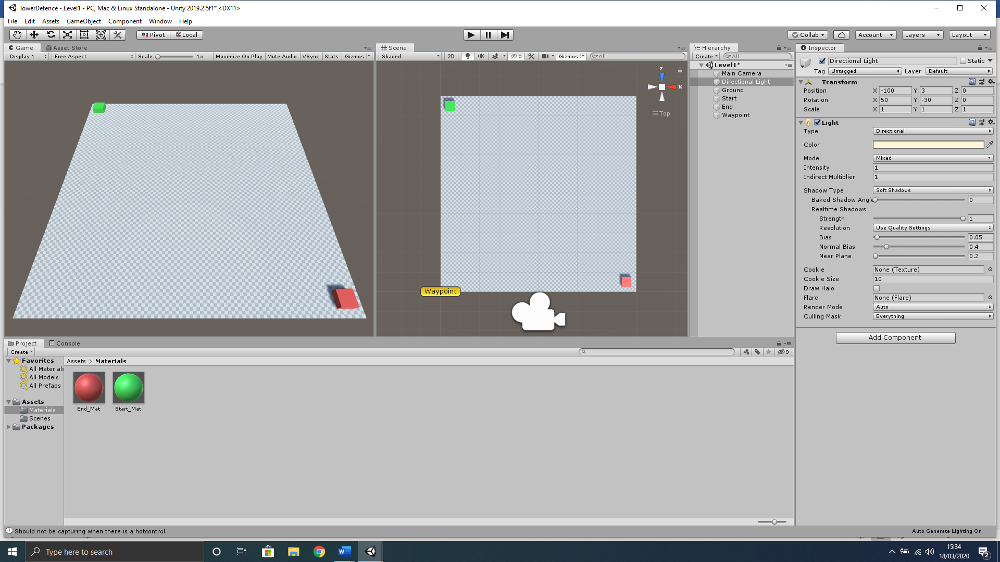 TowerDefence - Level1 - PC, Mac & Linux Standalone - Unity 2019.2.5f1* <DX11>
File Edit Assets GameObject Component Window Help
Pivot Local
Collab Account Layers Layout
Game Asset Store
Display 1 Free Aspect Scale 1x Maximize On Play Mute Audio VSync Stats Gizmos
Scene
Shaded 2D 0 Gizmos All
z
x
Top
Waypoint
Hierarchy
Create All
Level1*
Main Camera
Directional Light
Ground
Start
End
Waypoint
Inspector
Directional Light Static
Tag Untagged Layer Default
Transform
Position X -100 Y 3 Z 0
Rotation X 50 Y -30 Z 0
Scale X 1 Y 1 Z 1
Light
Type Directional
Color
Mode Mixed
Intensity 1
Indirect Multiplier 1
Shadow Type Soft Shadows
Baked Shadow Angle 0
Realtime Shadows
Strength 1
Resolution Use Quality Settings
Bias 0.05
Normal Bias 0.4
Near Plane 0.2
Cookie None (Texture)
Cookie Size 10
Draw Halo
Flare None (Flare)
Render Mode Auto
Culling Mask Everything
Add Component
Project Console
Create 9
Favorites
All Materials
All Models
All Prefabs
Assets
Materials
Scenes
Packages
Assets > Materials
End_Mat Start_Mat
Should not be capturing when there is a hotcontrol
Auto Generate Lighting On
Type here to search
W
15:34
18/03/2020
2